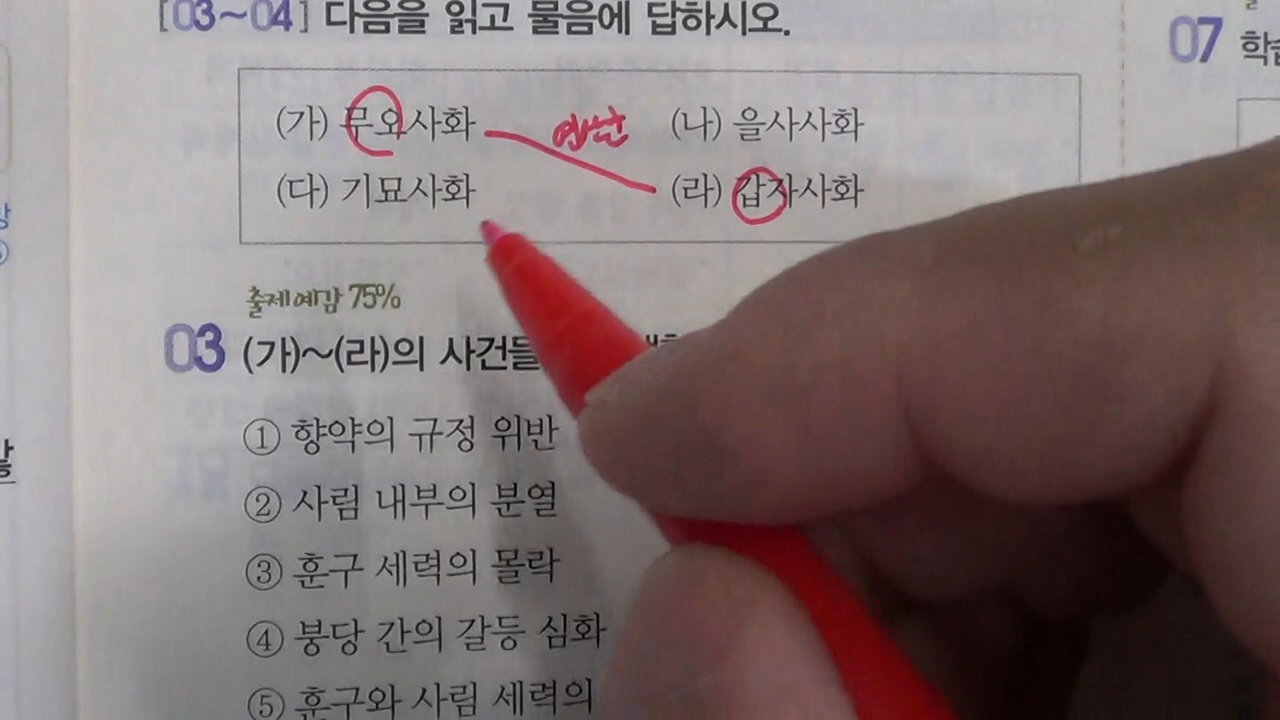 [03~04] 다음을 읽고 물음에 답하시오.
(가) 무오사화 연산 (나) 을사사화
(다) 기묘사화 (라) 갑자사화
출제예감 75%
03 (가)~(라)의 사건들
① 향약의 규정 위반
② 사림 내부의 분열
③ 훈구 세력의 몰락
④ 붕당 간의 갈등 심화
⑤ 훈구와 사림 세력의
07